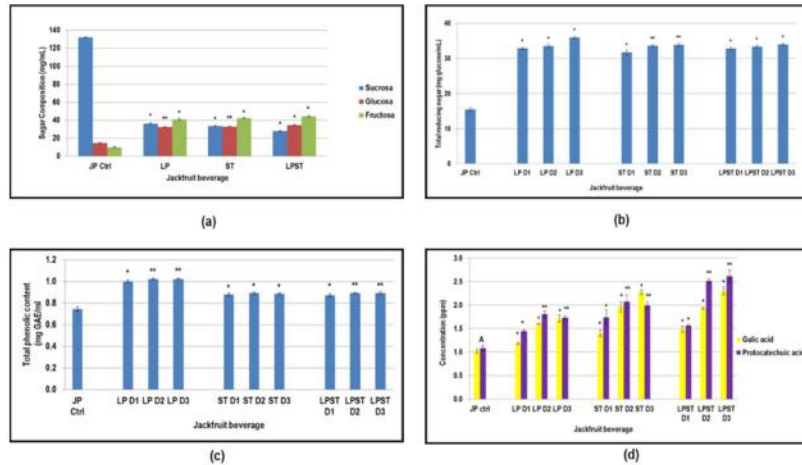 Sugar Composition (mg/mL)
140
120
100
80
60
40
20
0
Sucrosa
Glucosa
Fructosa
JP Ctrl LP ST LPST
Jackfruit beverage
(a)
Total reducing sugar (mg glucose/mL)
JP Ctrl LP D1 LP D2 LP D3 ST D1 ST D2 ST D3 LPST D1 LPST D2 LPST D3
Jackfruit beverage
(b)
Total phenolic content
(mg GAE/ml)
1.2
1.0
0.8
0.6
0.4
0.2
0.0
JP LP D1 LP D2 LP D3 ST D1 ST D2 ST D3 LPST LPST LPST
Ctrl D1 D2 D3
Jackfruit beverage
(c)
Concentration (ppm)
3.0
2.5
2.0
1.5
1.0
0.5
0.0
A
Galic acid
Protocatechuic acid
JP ctrl LP D1 LP D2 LP D3 ST D1 ST D2 ST D3 LPST LPST LPST
D1 D2 D3
Jackfruit beverage
(d)